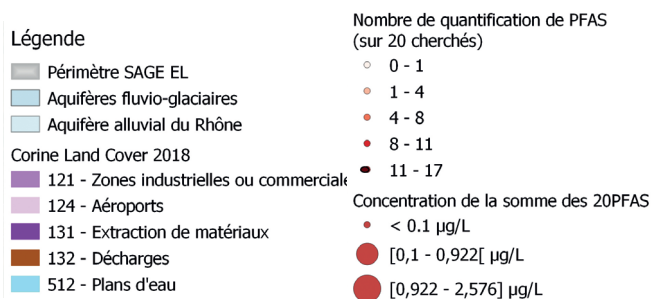 Légende
Périmètre SAGE EL
Aquifères fluvio-glaciaires
Aquifère alluvial du Rhône
Corine Land Cover 2018
121 - Zones industrielles ou commerciale
124 - Aéroports
131 - Extraction de matériaux
132 - Décharges
512 - Plans d'eau
Nombre de quantification de PFAS
(sur 20 cherchés)
0 - 1
1 - 4
4 - 8
8 - 11
11 - 17
Concentration de la somme des 20PFAS
< 0.1 µg/L
[0,1 - 0,922[ µg/L
[0,922 - 2,576] µg/L